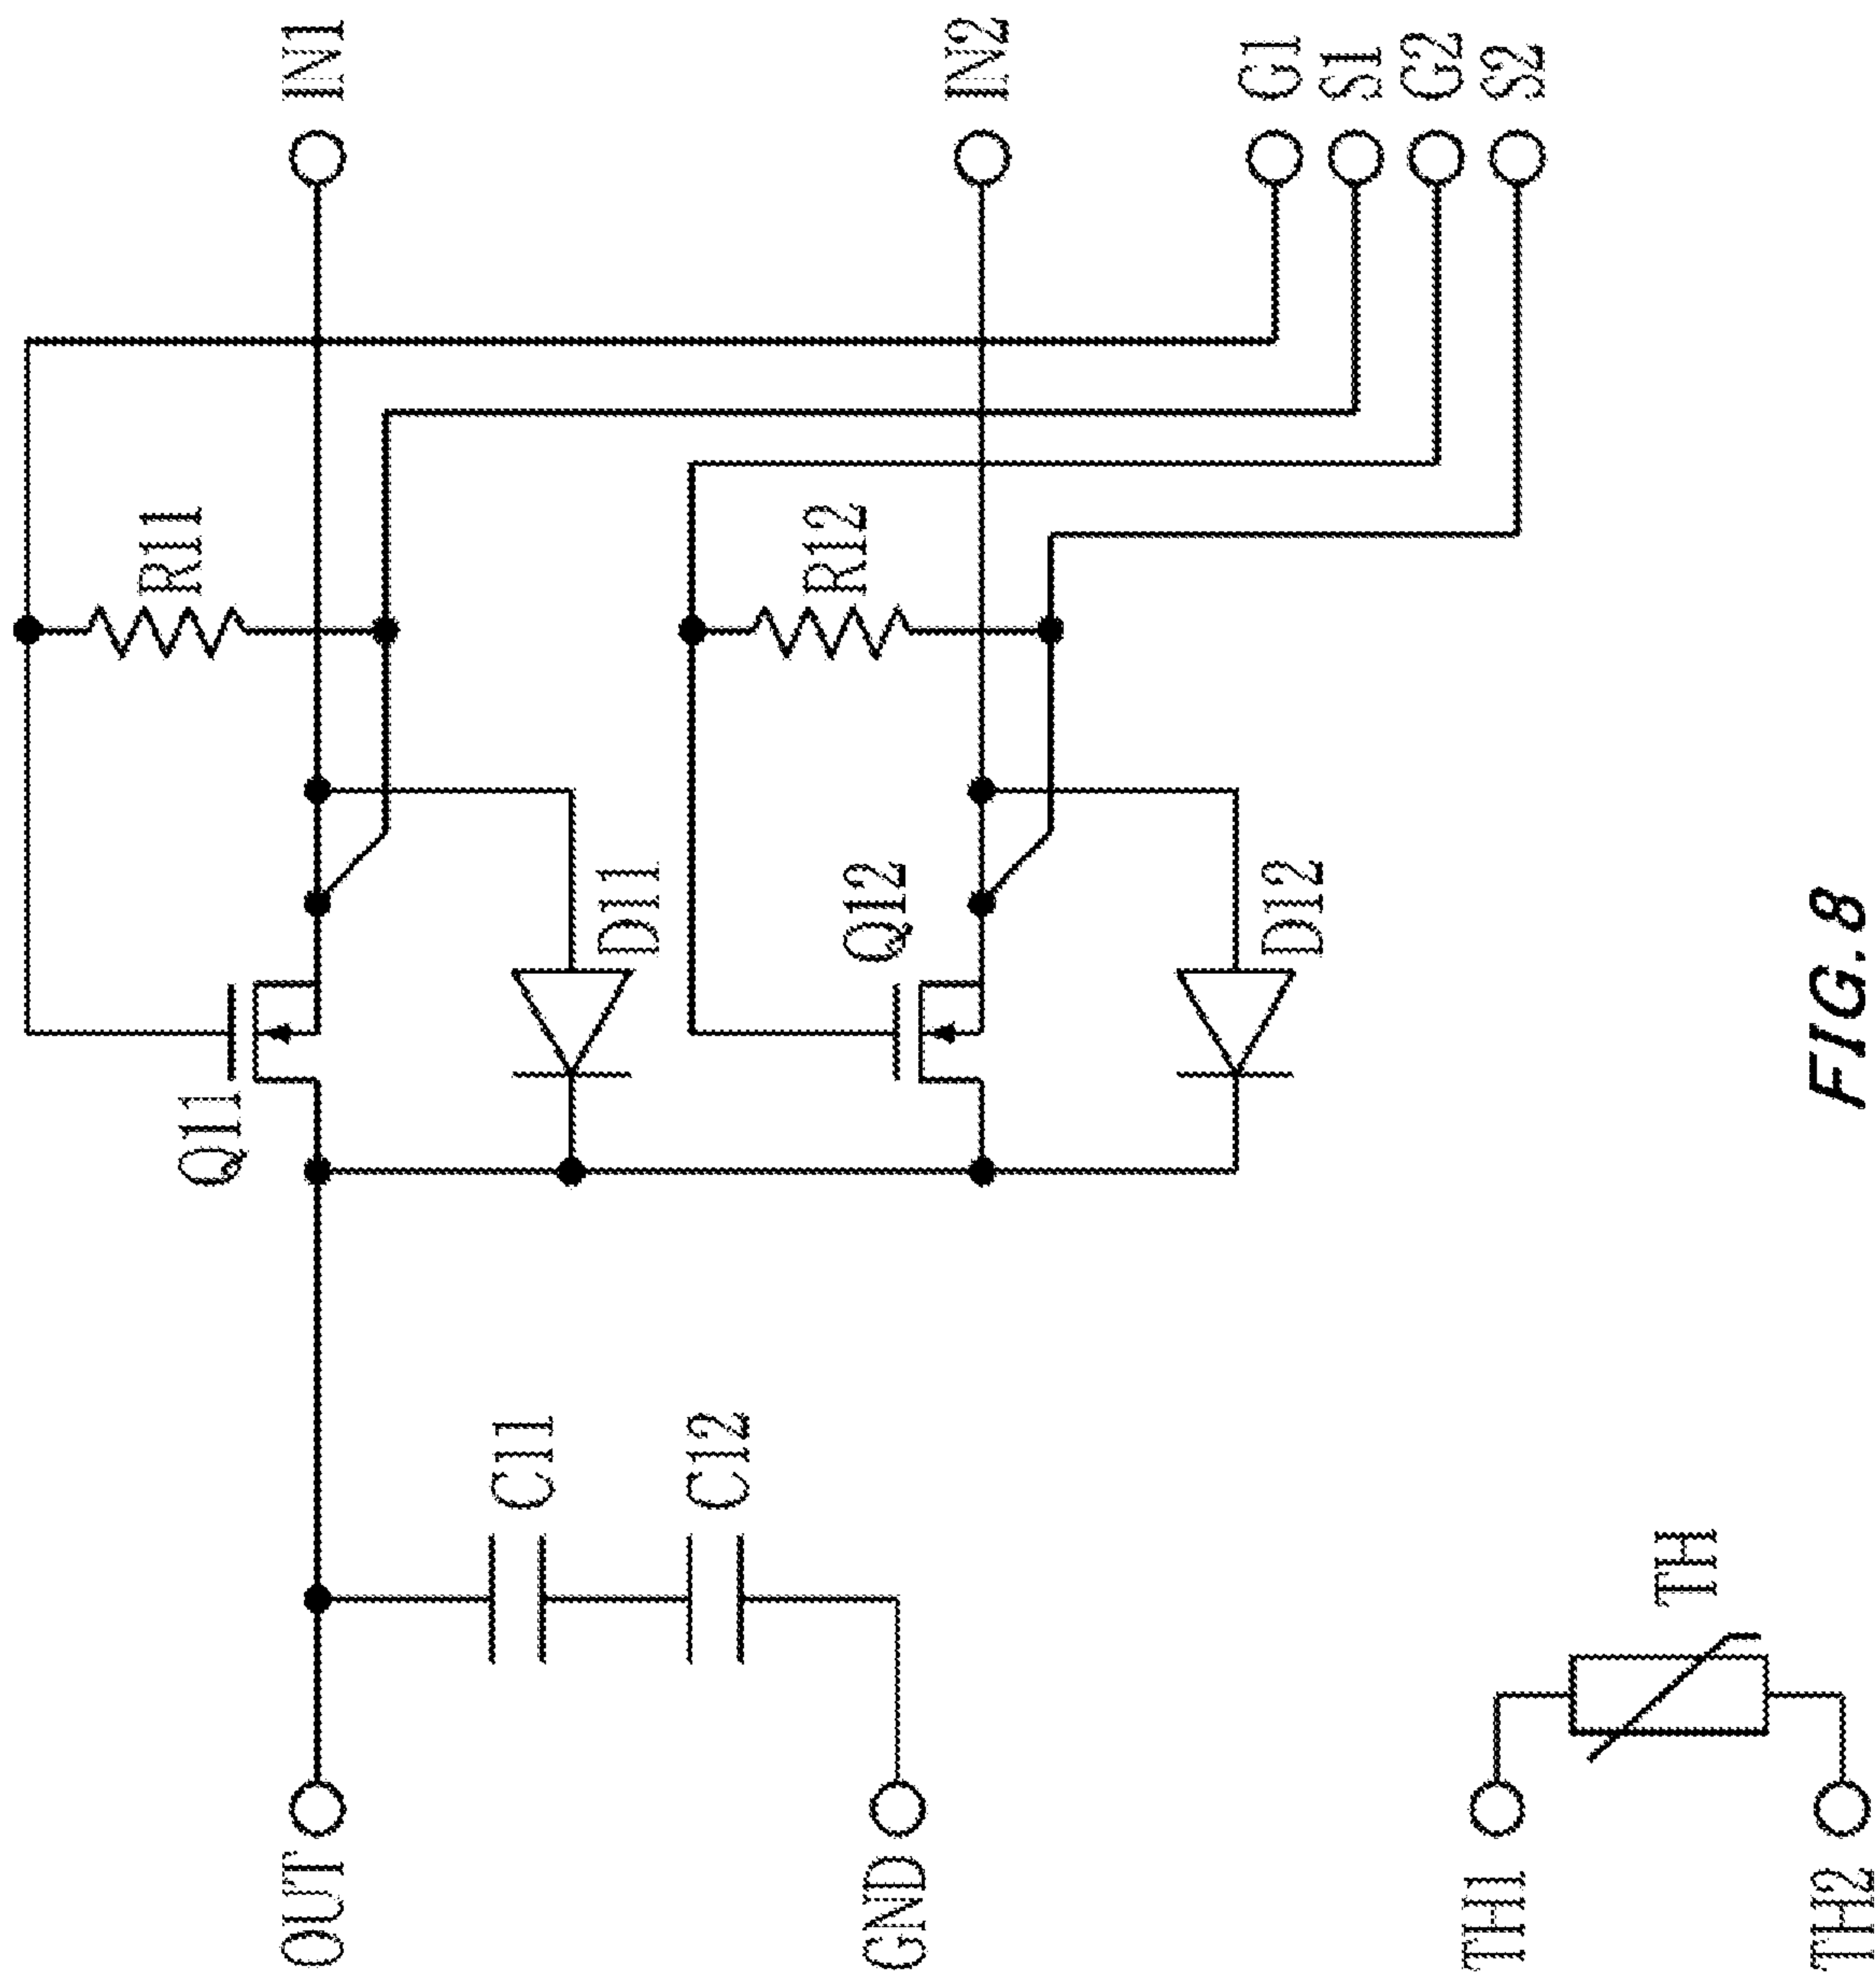 IN1
IN2
G1
S1
G2
S2
R11
R12
Q11
D11
Q12
D12
C11
C12
OUT
GND
TH
TH1
TH2
FIG. 8